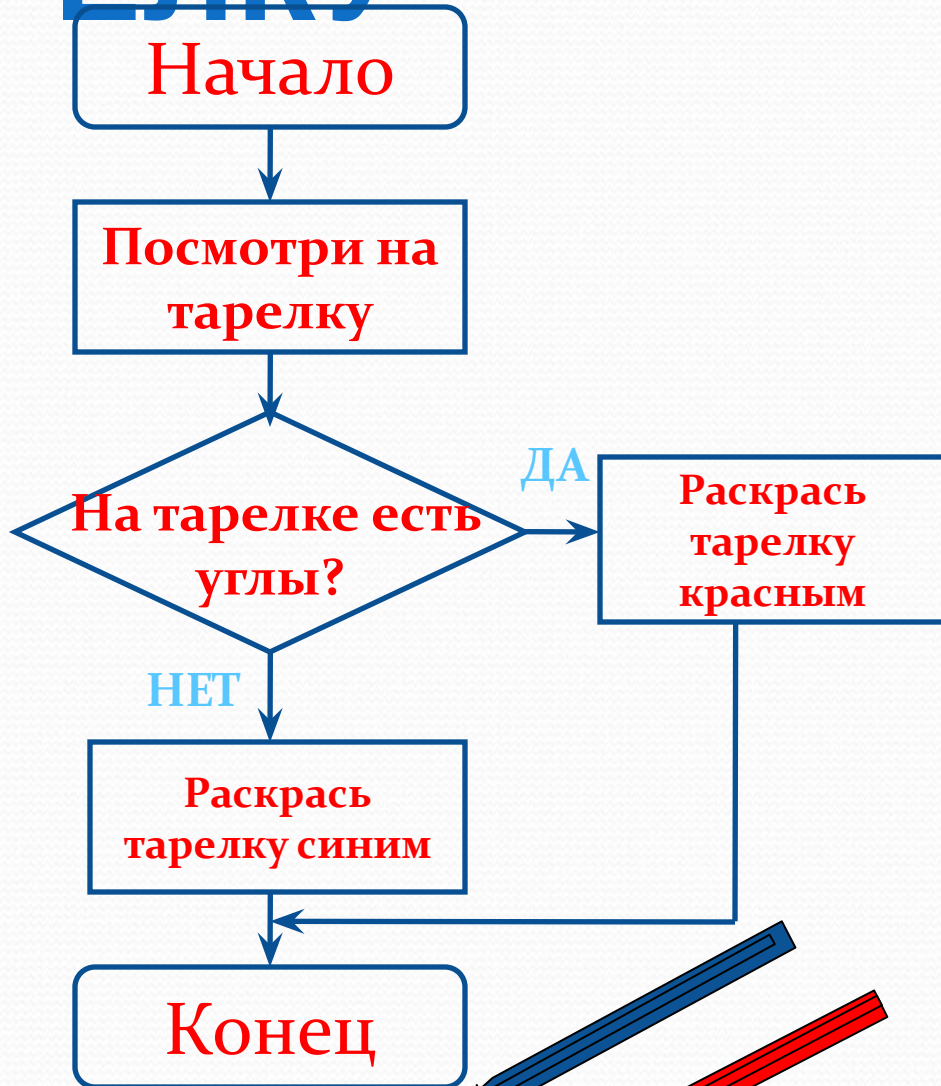 Начало
Посмотри на
тарелку
На тарелке есть
углы?
ДА
Раскрась
тарелку
красным
НЕТ
Раскрась
тарелку синим
Конец